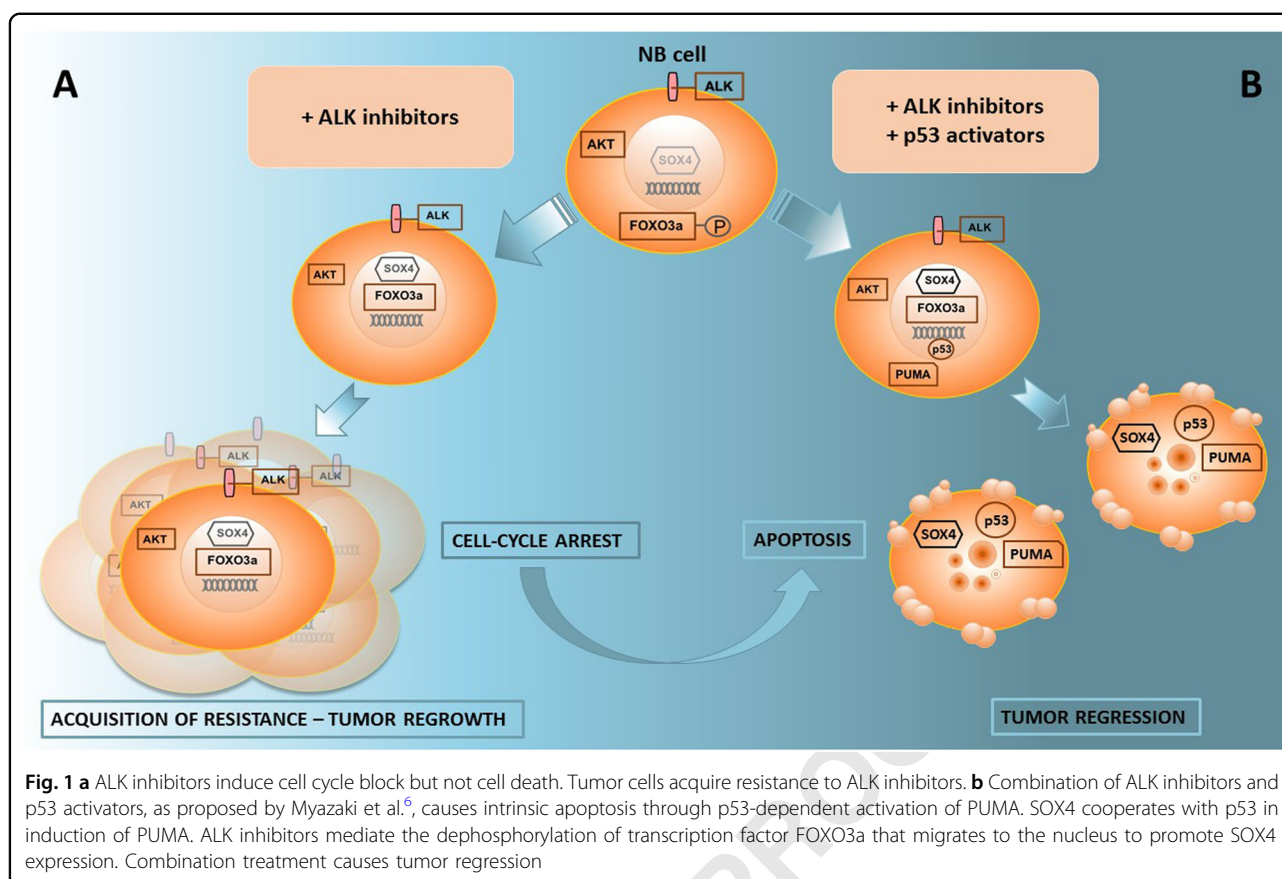 A
B
NB cell
+ ALK inhibitors
+ ALK inhibitors
+ p53 activators
ALK
AKT
SOX4
FOXO3a
P
ALK
AKT
SOX4
FOXO3a
ALK
AKT
SOX4
FOXO3a
p53
PUMA
ALK
ALK
ALK
AKT
AKT
SOX4
FOXO3a
SOX4
p53
PUMA
SOX4
p53
PUMA
CELL-CYCLE ARREST
APOPTOSIS
ACQUISITION OF RESISTANCE – TUMOR REGROWTH
TUMOR REGRESSION
Fig. 1 a ALK inhibitors induce cell cycle block but not cell death. Tumor cells acquire resistance to ALK inhibitors. b Combination of ALK inhibitors and
p53 activators, as proposed by Myazaki et al.6, causes intrinsic apoptosis through p53-dependent activation of PUMA. SOX4 cooperates with p53 in
induction of PUMA. ALK inhibitors mediate the dephosphorylation of transcription factor FOXO3a that migrates to the nucleus to promote SOX4
expression. Combination treatment causes tumor regression